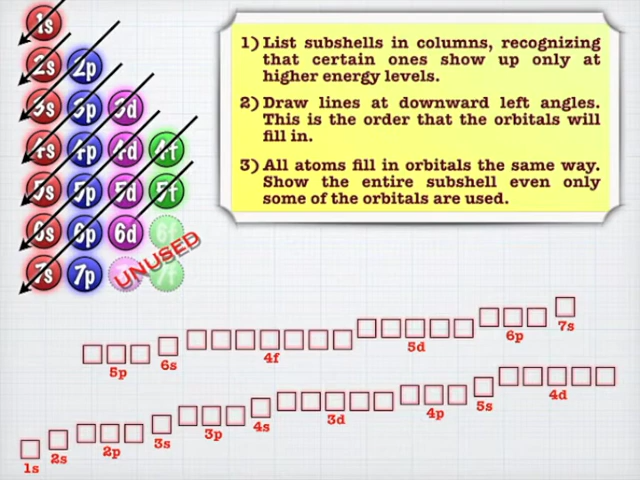 1s
2s 2p
3s 3p 3d
4s 4p 4d 4f
5s 5p 5d 5f
6s 6p 6d 6f
7s 7p 7f
UNUSED
1) List subshells in columns, recognizing
that certain ones show up only at
higher energy levels.
2) Draw lines at downward left angles.
This is the order that the orbitals will
fill in.
3) All atoms fill in orbitals the same way.
Show the entire subshell even only
some of the orbitals are used.
5p 6s 4f 5d 6p 7s
1s 2s 2p 3s 3p 4s 3d 4p 5s 4d